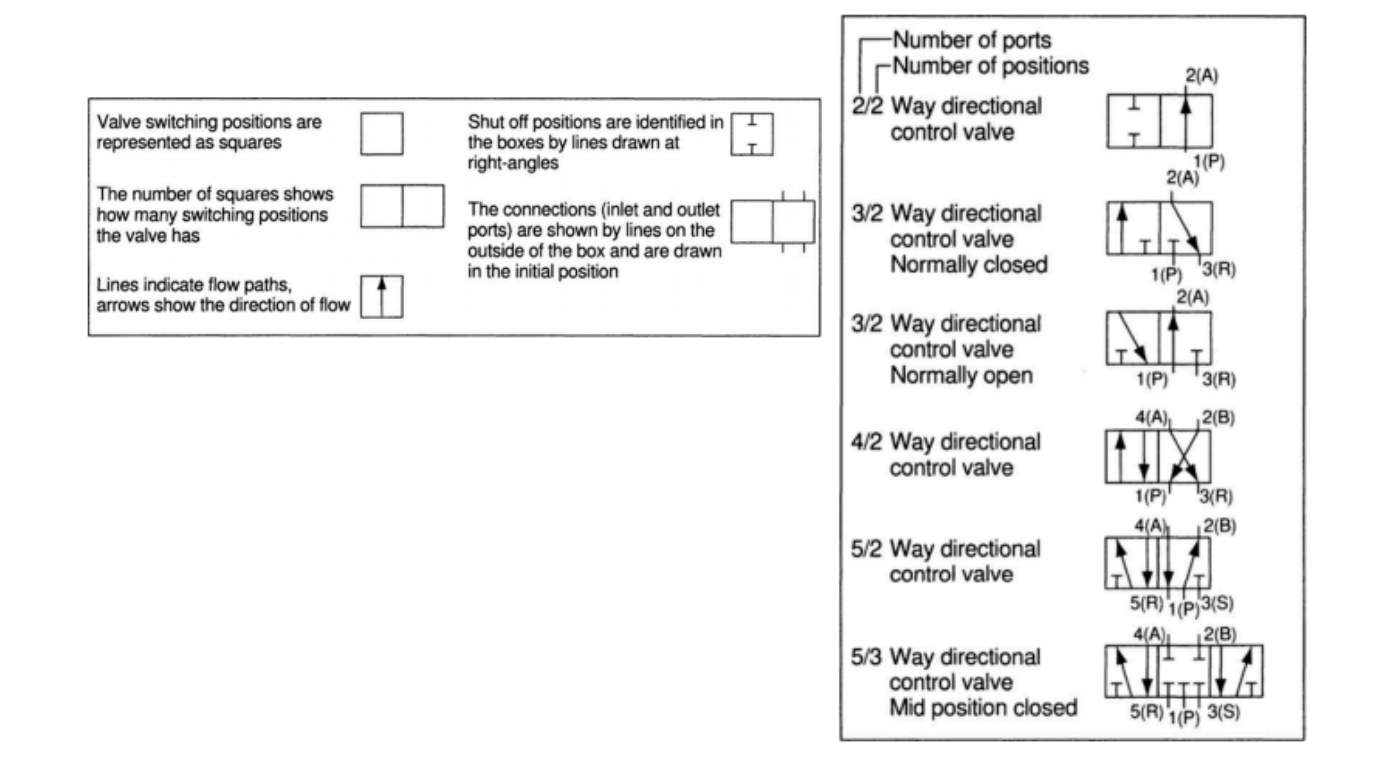 Valve switching positions are
represented as squares
The number of squares shows
how many switching positions
the valve has
Lines indicate flow paths,
arrows show the direction of flow
Shut off positions are identified in
the boxes by lines drawn at
right-angles
The connections (inlet and outlet
ports) are shown by lines on the
outside of the box and are drawn
in the initial position
Number of ports
Number of positions
2/2 Way directional
control valve
2(A)
1(P)
3/2 Way directional
control valve
Normally closed
2(A)
1(P) 3(R)
3/2 Way directional
control valve
Normally open
2(A)
1(P) 3(R)
4/2 Way directional
control valve
4(A) 2(B)
1(P) 3(R)
5/2 Way directional
control valve
4(A) 2(B)
5(R) 1(P) 3(S)
5/3 Way directional
control valve
Mid position closed
4(A) 2(B)
5(R) 1(P) 3(S)